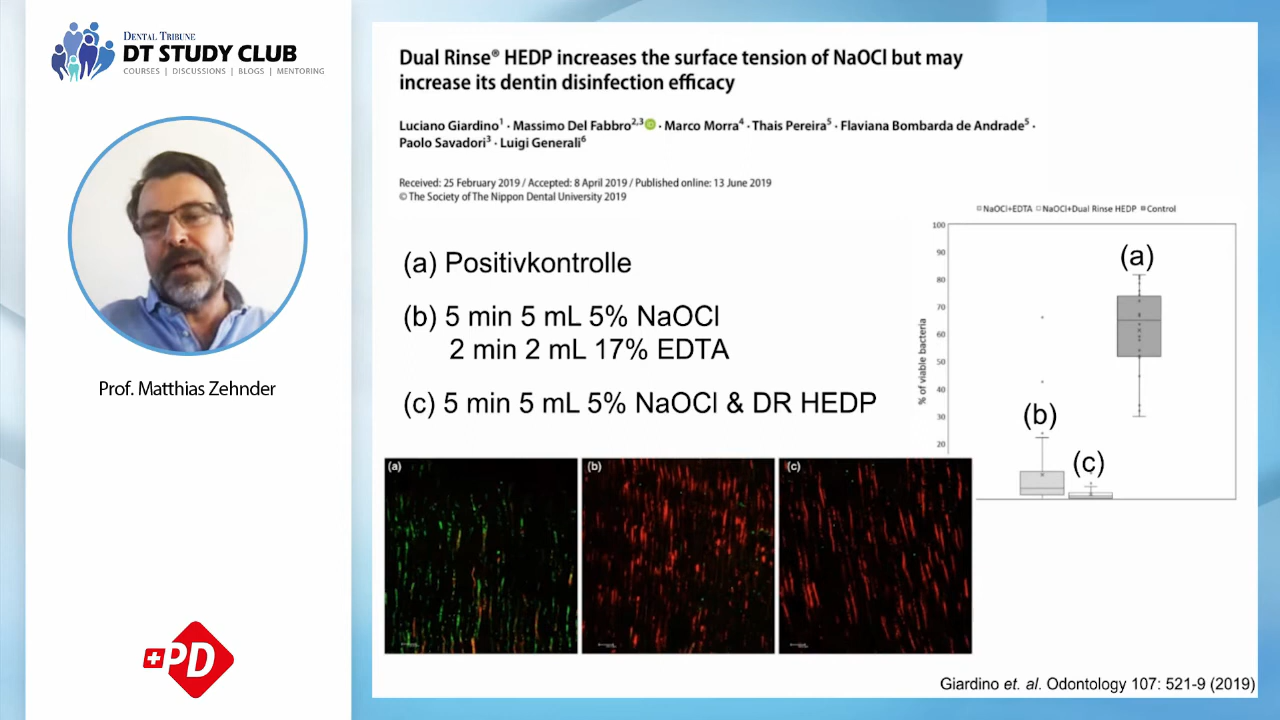 DENTAL TRIBUNE
DT STUDY CLUB
COURSES | DISCUSSIONS | BLOGS | MENTORING
Prof. Matthias Zehnder
+PD
Dual Rinse® HEDP increases the surface tension of NaOCl but may
increase its dentin disinfection efficacy
Luciano Giardino1 · Massimo Del Fabbro2,3 · Marco Morra4 · Thais Pereira5 · Flaviana Bombarda de Andrade5 ·
Paolo Savadori3 · Luigi Generali6
Received: 25 February 2019 / Accepted: 8 April 2019 / Published online: 13 June 2019
© The Society of The Nippon Dental University 2019
(a) Positivkontrolle
(b) 5 min 5 mL 5% NaOCl
2 min 2 mL 17% EDTA
(c) 5 min 5 mL 5% NaOCl & DR HEDP
NaOCl+EDTA NaOCl+Dual Rinse HEDP Control
% of viable bacteria
100
90
80
70
60
50
40
30
20
(a)
(b)
(c)
(a)
(b)
(c)
Giardino et. al. Odontology 107: 521-9 (2019)